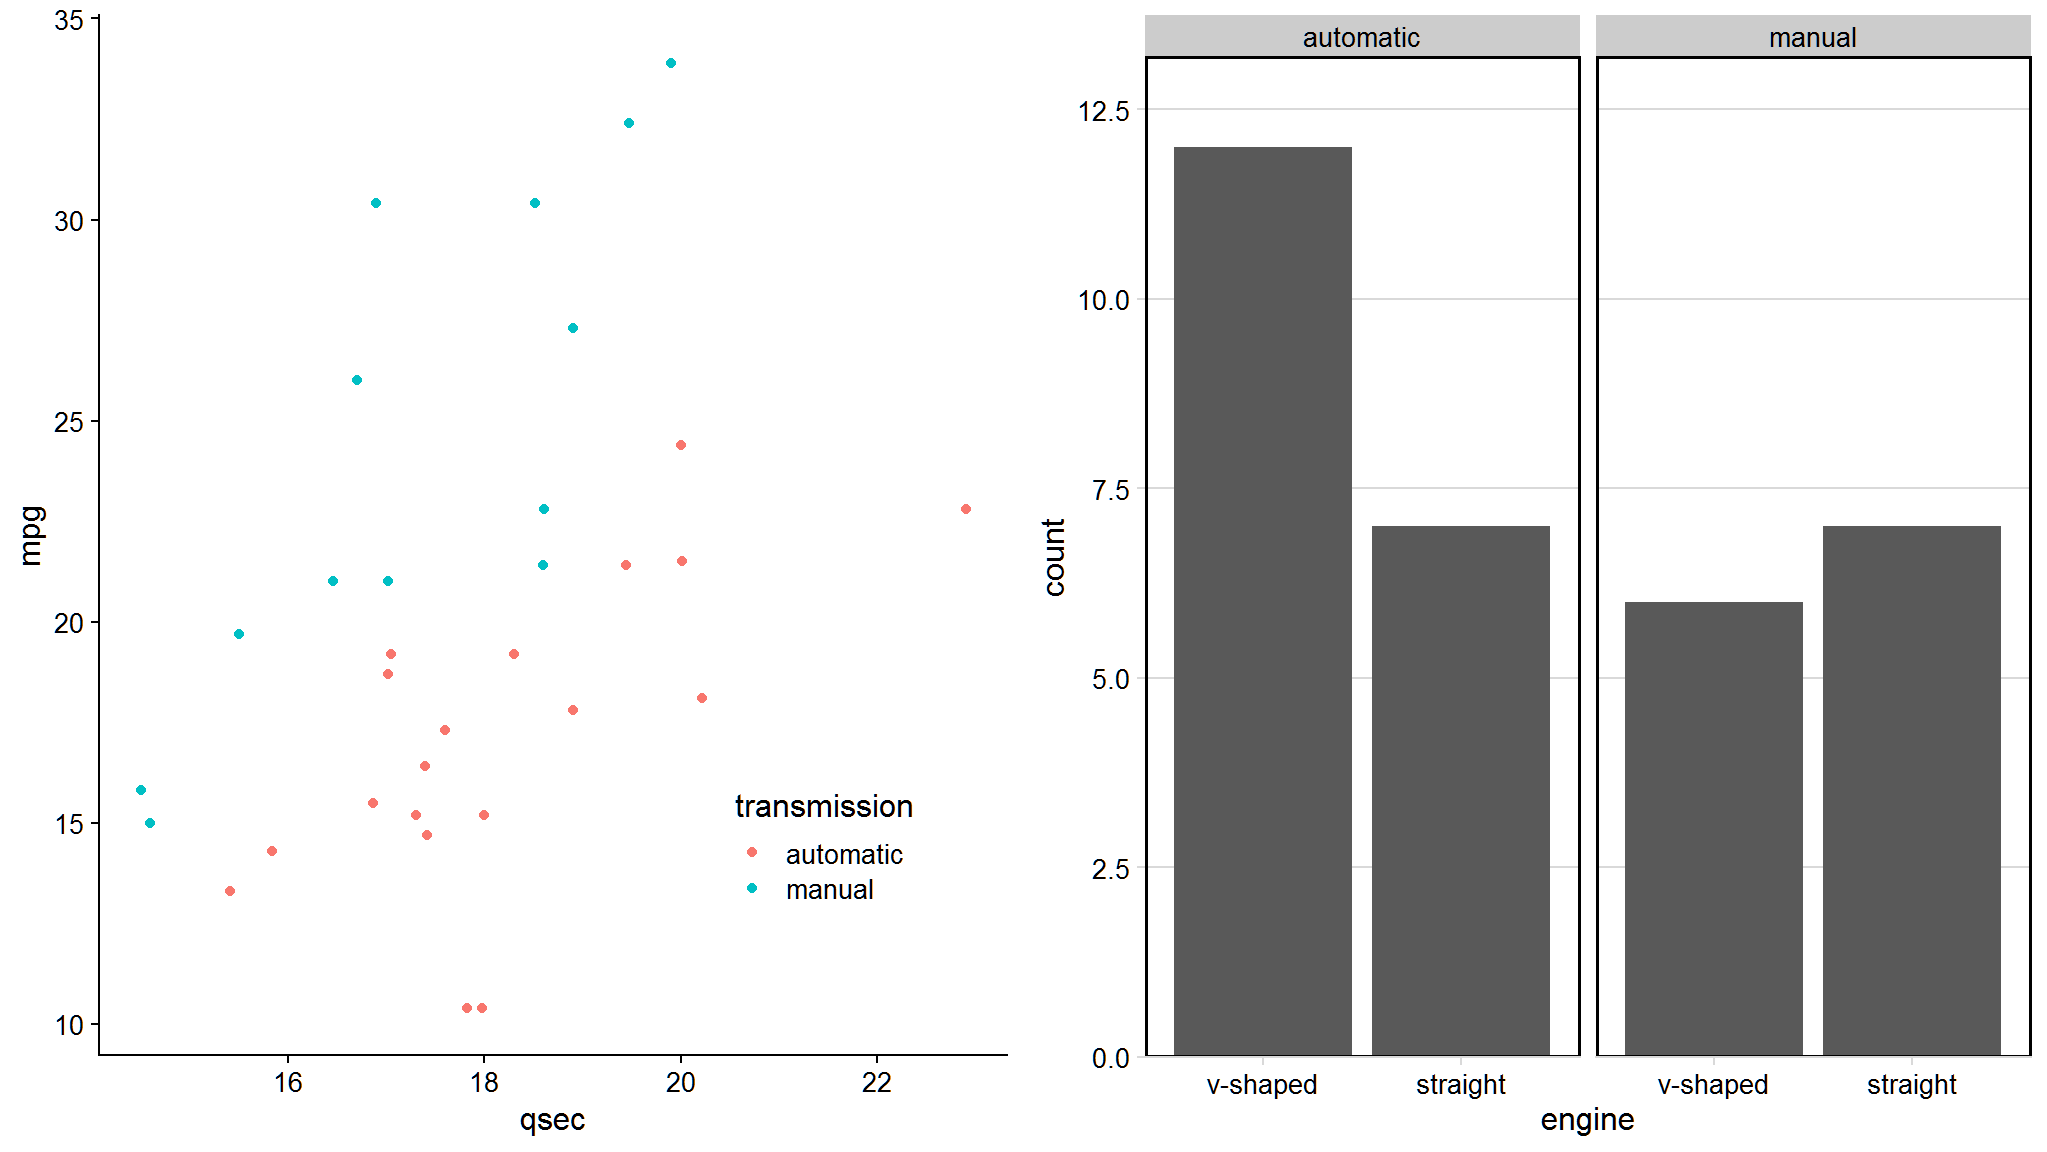 35
30
25
20
15
10
mpg
16 18 20 22
qsec
transmission
automatic
manual
automatic manual
12.5
10.0
7.5
5.0
2.5
0.0
count
v-shaped straight v-shaped straight
engine